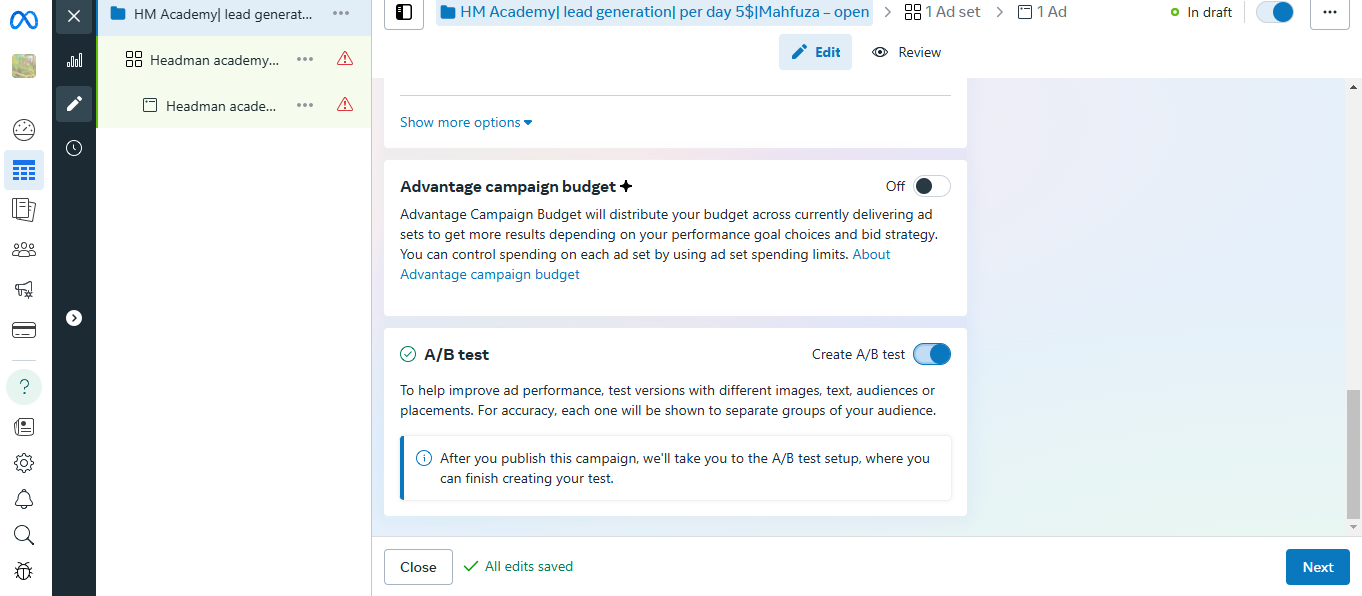 HM Academy| lead generat...
Headman academy...
Headman acade...
HM Academy| lead generation| per day 5$|Mahfuza – open
1 Ad set
1 Ad
In draft
Edit
Review
Show more options
Advantage campaign budget
Off
Advantage Campaign Budget will distribute your budget across currently delivering ad
sets to get more results depending on your performance goal choices and bid strategy.
You can control spending on each ad set by using ad set spending limits. About
Advantage campaign budget
A/B test
Create A/B test
To help improve ad performance, test versions with different images, text, audiences or
placements. For accuracy, each one will be shown to separate groups of your audience.
After you publish this campaign, we'll take you to the A/B test setup, where you
can finish creating your test.
Close
All edits saved
Next